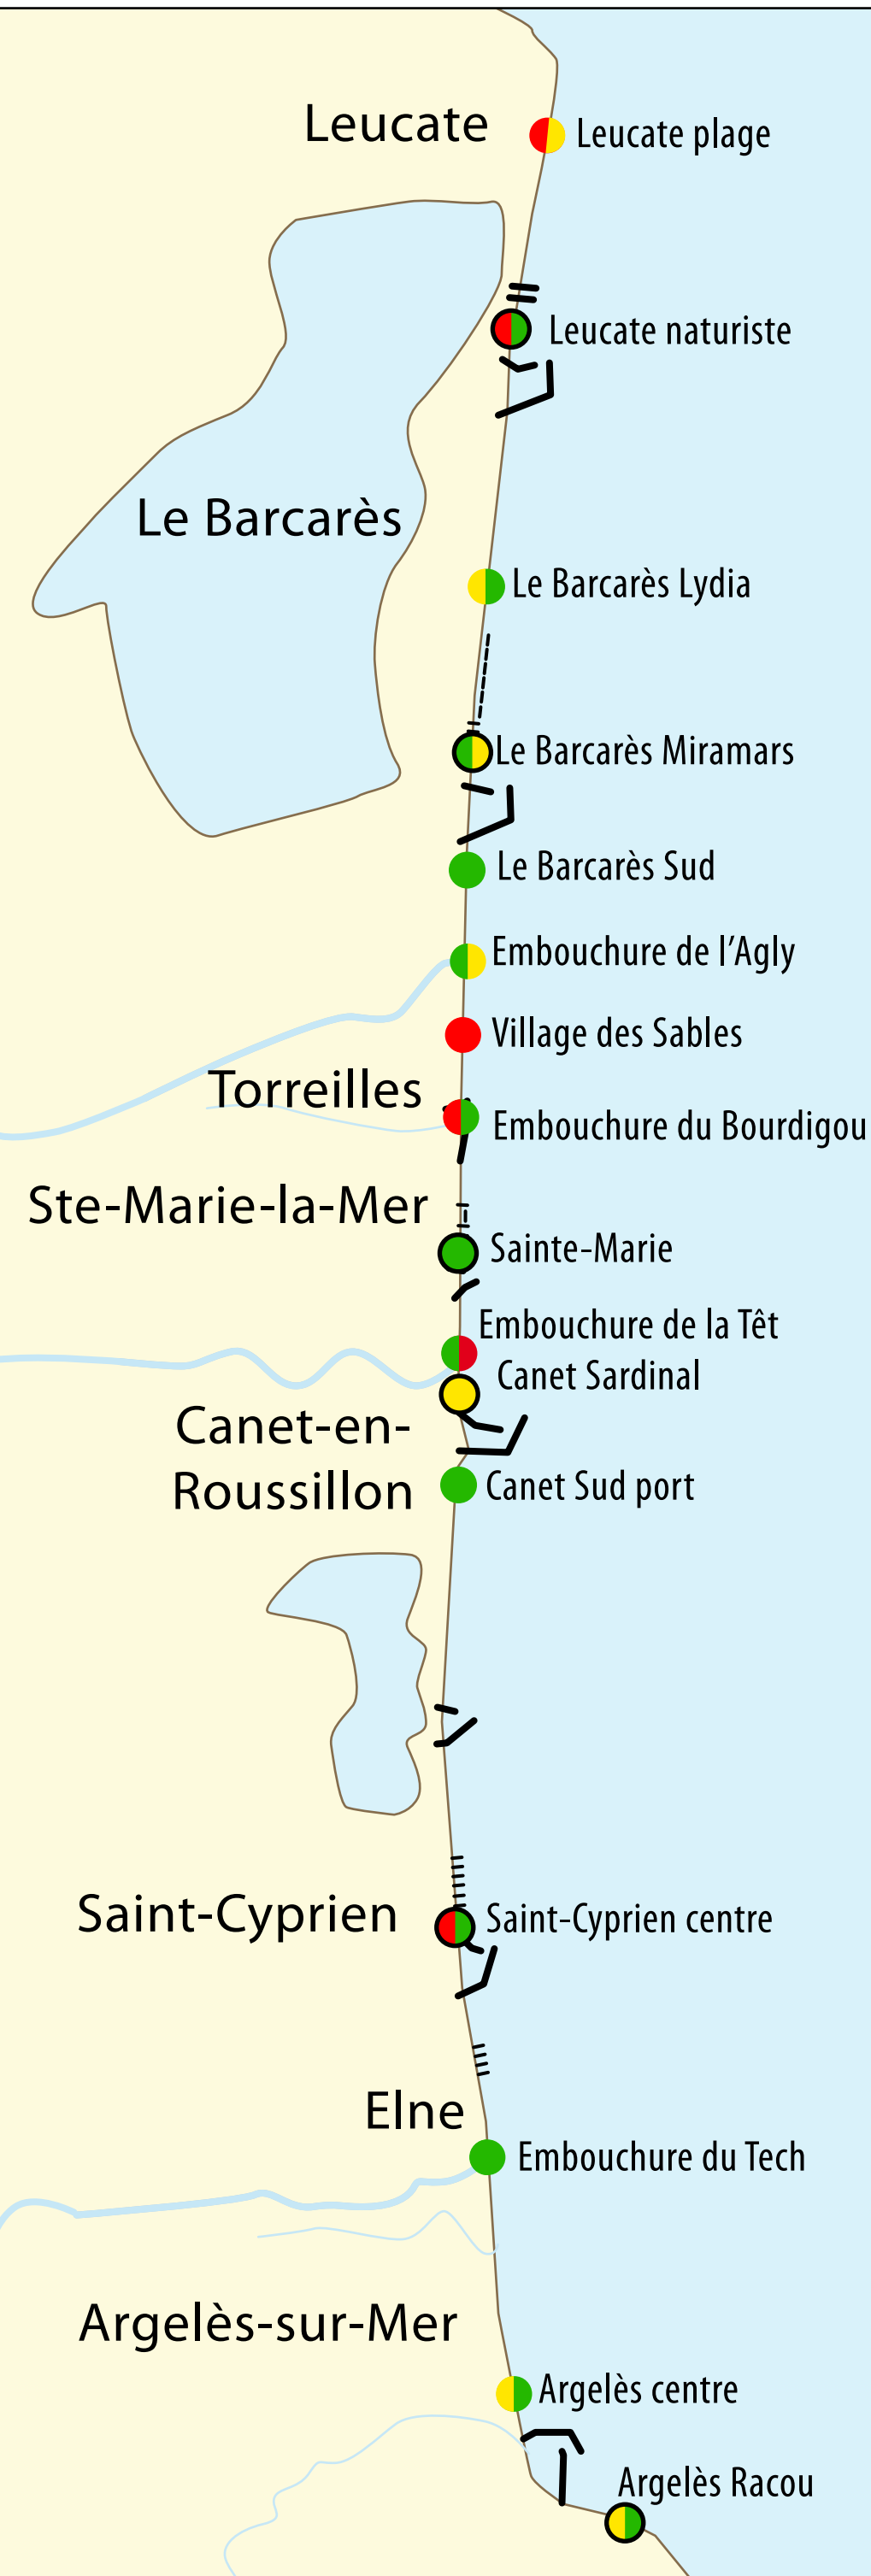 Leucate
Leucate plage
Leucate naturiste
Le Barcarès
Le Barcarès Lydia
Le Barcarès Miramars
Le Barcarès Sud
Embouchure de l'Agly
Village des Sables
Torreilles
Embouchure du Bourdigou
Ste-Marie-la-Mer
Sainte-Marie
Embouchure de la Têt
Canet Sardinal
Canet-en-
Roussillon
Canet Sud port
Saint-Cyprien
Saint-Cyprien centre
Elne
Embouchure du Tech
Argelès-sur-Mer
Argelès centre
Argelès Racou